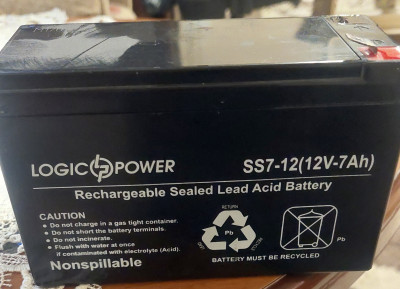 LOGIC POWER
SS7-12(12V-7Ah)
Rechargeable Sealed Lead Acid Battery
CAUTION
• Do not charge in a gas tight container.
• Do not short the battery terminals.
• Do not incinerate.
• Flush with water at once
if contaminated with electrolyte (Acid).
Nonspillable
RETURN
RECYCLE
Pb
Pb
BATTERY MUST BE RECYCLED